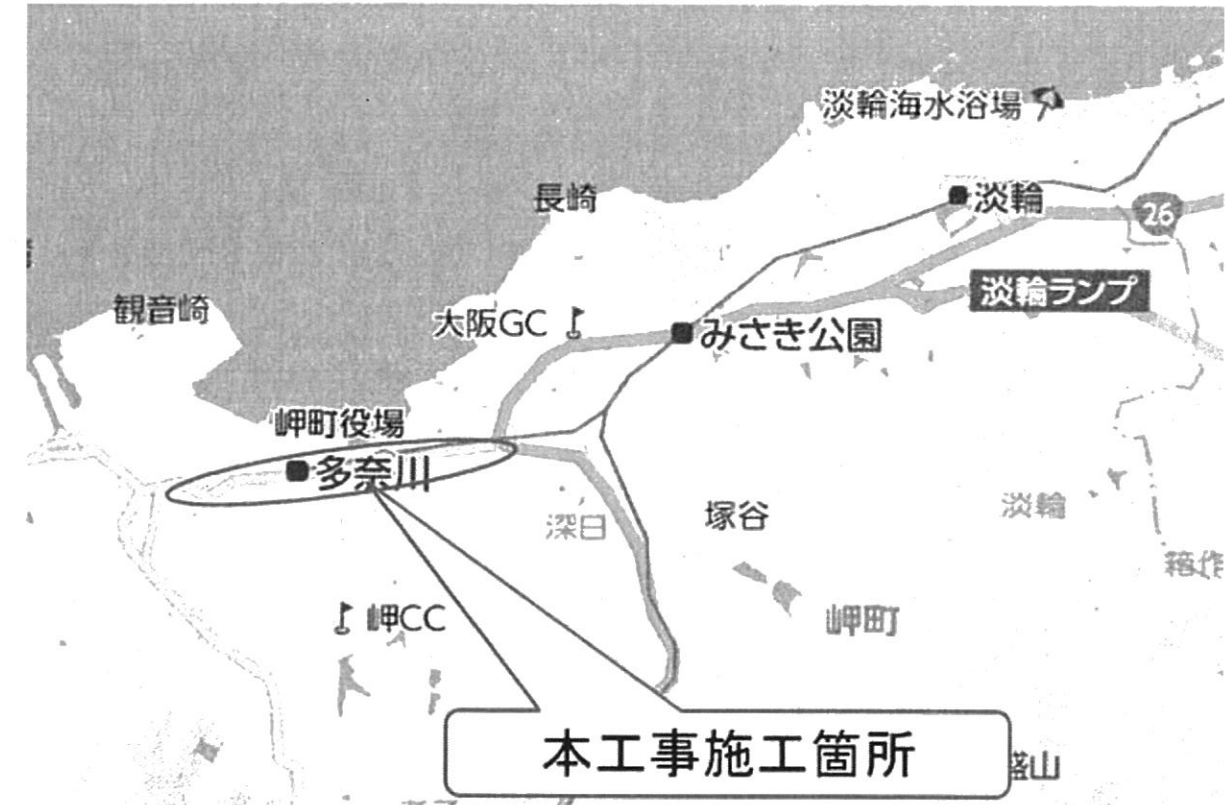 淡輪海水浴場
長崎
淡輪
26
淡輪ランプ
観音崎
大阪GC
みさき公園
岬町役場
多奈川
深日
塚谷
淡輪
箱作
岬町
岬CC
本工事施工箇所